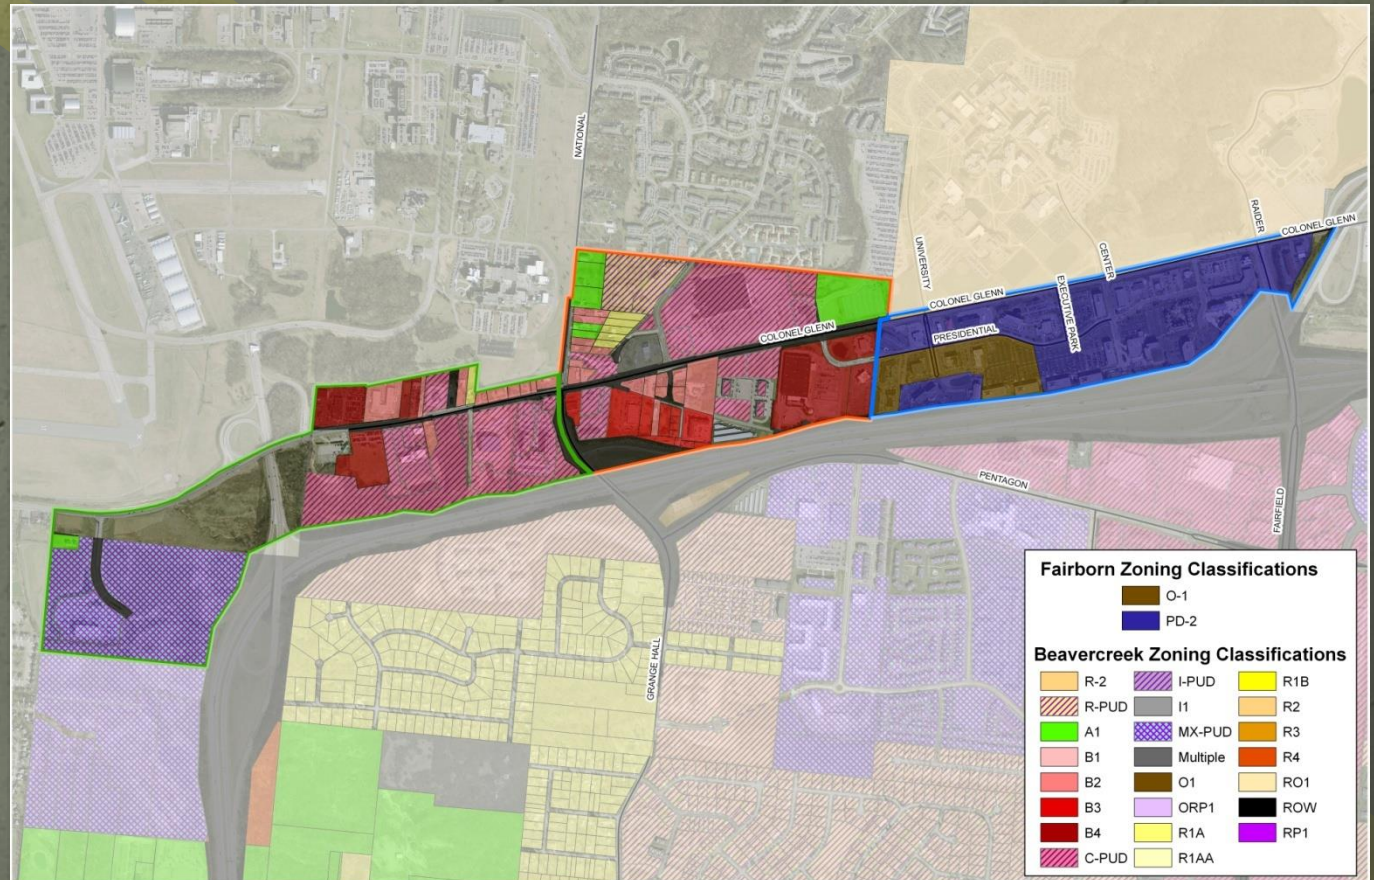 NATIONAL
RAIDER
COLONEL GLENN
UNIVERSITY
CENTER
COLONEL GLENN
EXECUTIVE PARK
COLONEL GLENN
PRESIDENTIAL
PENTAGON
FAIRFIELD
GRANGE HALL
Fairborn Zoning Classifications
O-1
PD-2
Beavercreek Zoning Classifications
R-2 I-PUD R1B
R-PUD I1 R2
A1 MX-PUD R3
B1 Multiple R4
B2 O1 RO1
B3 ORP1 ROW
B4 R1A RP1
C-PUD R1AA